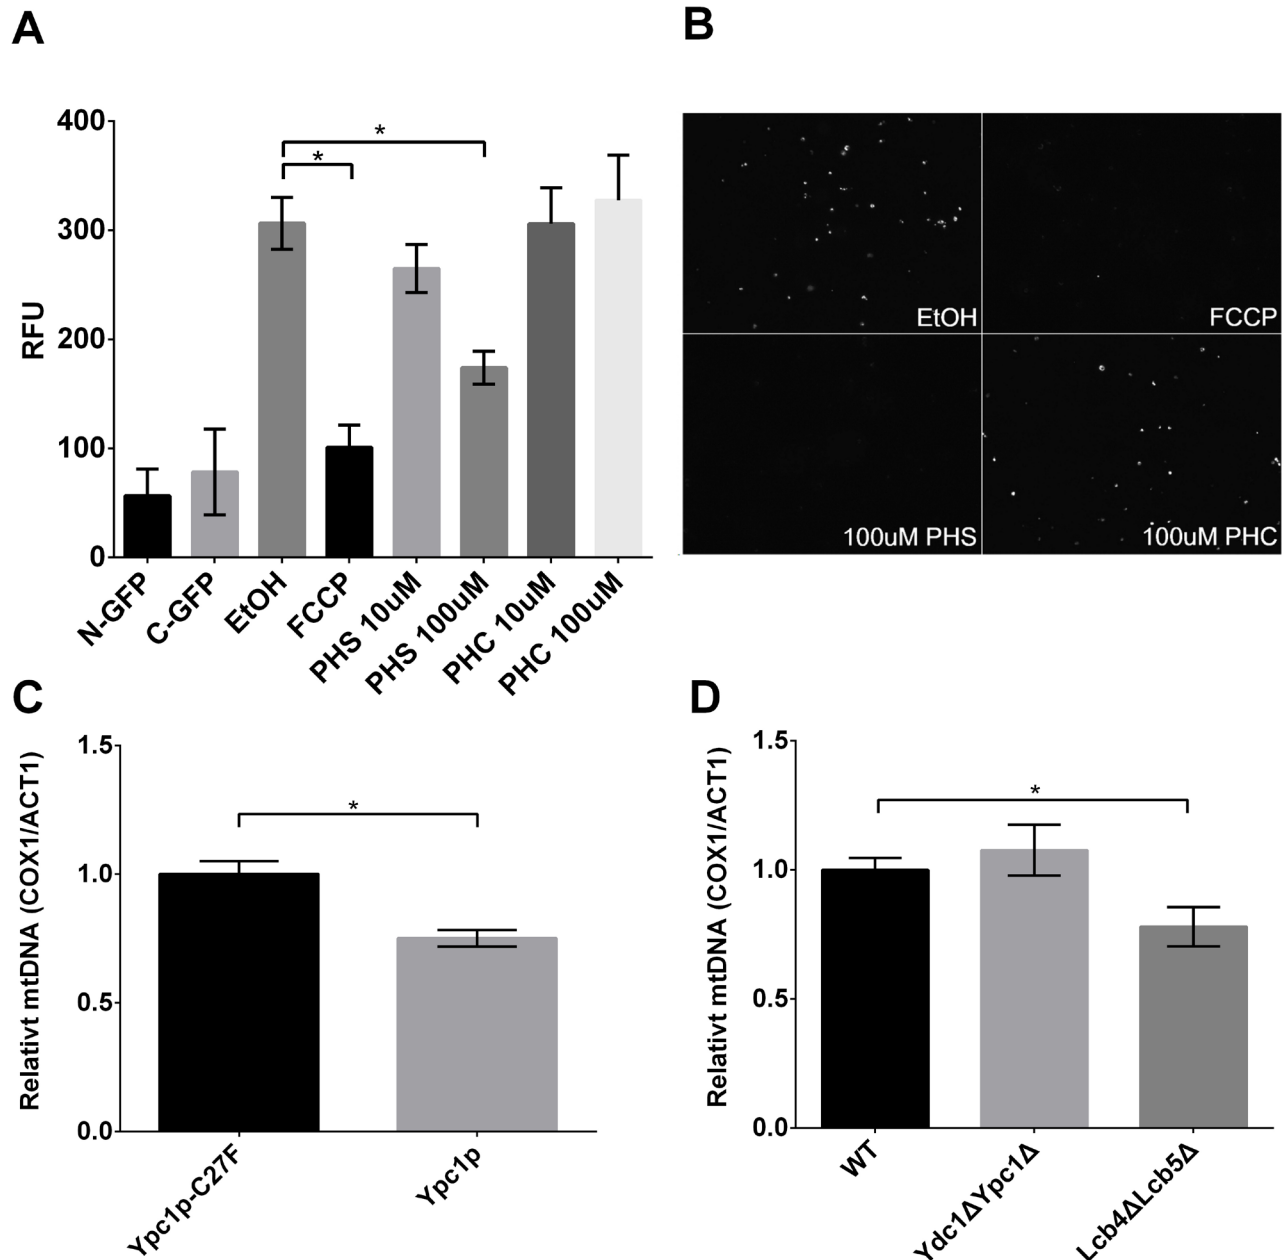 A
B
400
300
200
100
0
RFU
*
*
N-GFP
C-GFP
EtOH
FCCP
PHS 10uM
PHS 100uM
PHC 10uM
PHC 100uM
EtOH
FCCP
100uM PHS
100uM PHC
C
D
1.5
1.0
0.5
0.0
Relativt mtDNA (COX1/ACT1)
*
Ypc1p-C27F
Ypc1p
1.5
1.0
0.5
0.0
Relativt mtDNA (COX1/ACT1)
*
WT
Ydc1ΔYpc1Δ
Lcb4ΔLcb5Δ